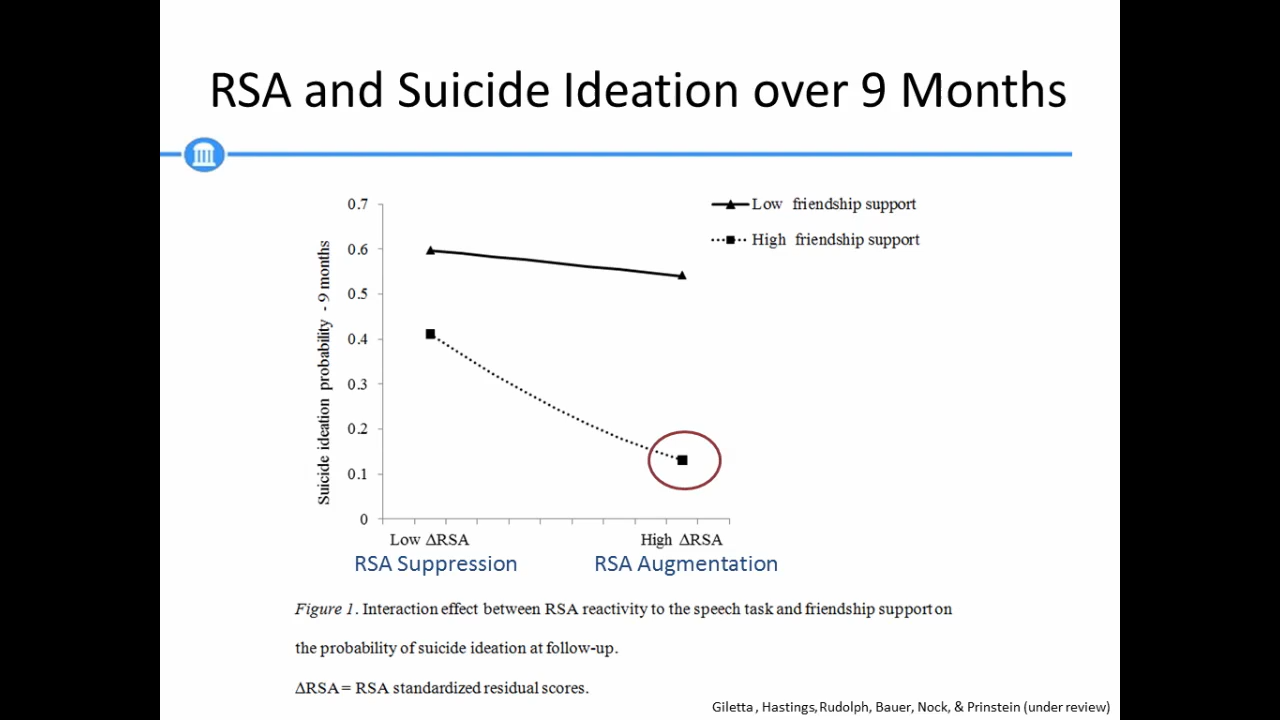 RSA and Suicide Ideation over 9 Months
Low friendship support
High friendship support
Suicide ideation probability - 9 months
0.7
0.6
0.5
0.4
0.3
0.2
0.1
0
Low ΔRSA
High ΔRSA
RSA Suppression
RSA Augmentation
Figure 1. Interaction effect between RSA reactivity to the speech task and friendship support on
the probability of suicide ideation at follow-up.
ΔRSA = RSA standardized residual scores.
Giletta , Hastings, Rudolph, Bauer, Nock, & Prinstein (under review)